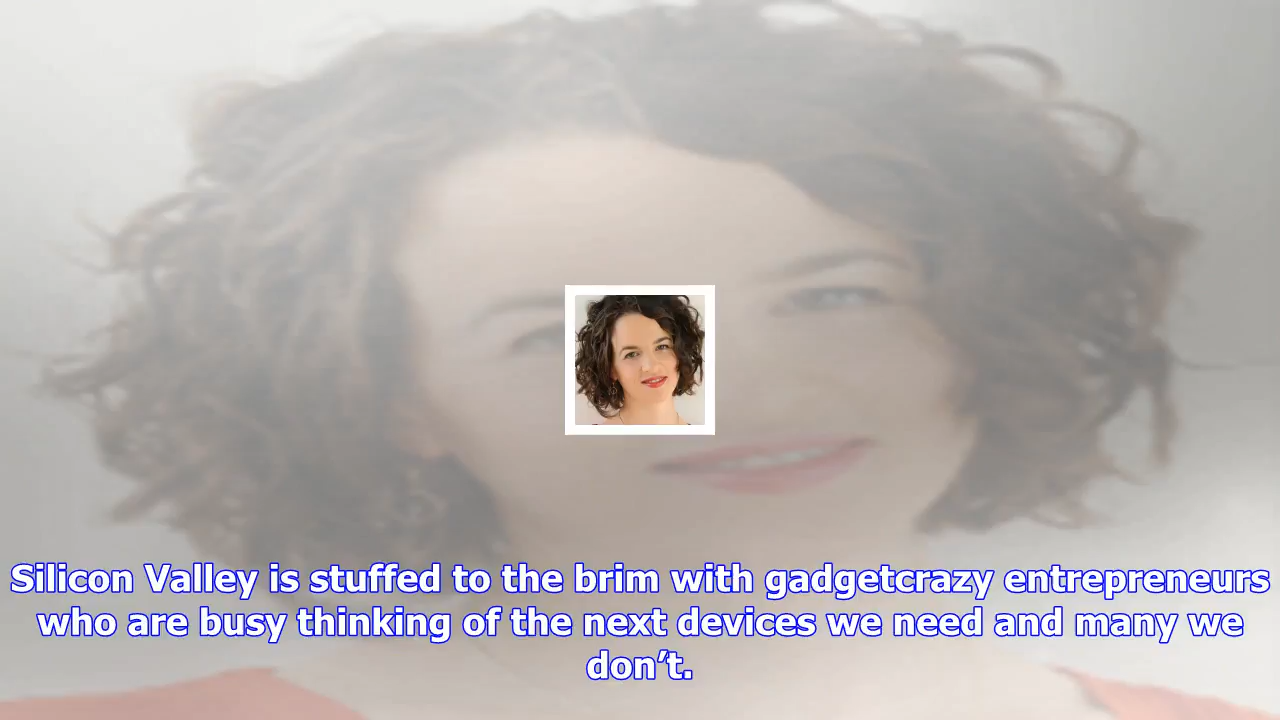 Silicon Valley is stuffed to the brim with gadgetcrazy entrepreneurs
who are busy thinking of the next devices we need and many we
don’t.